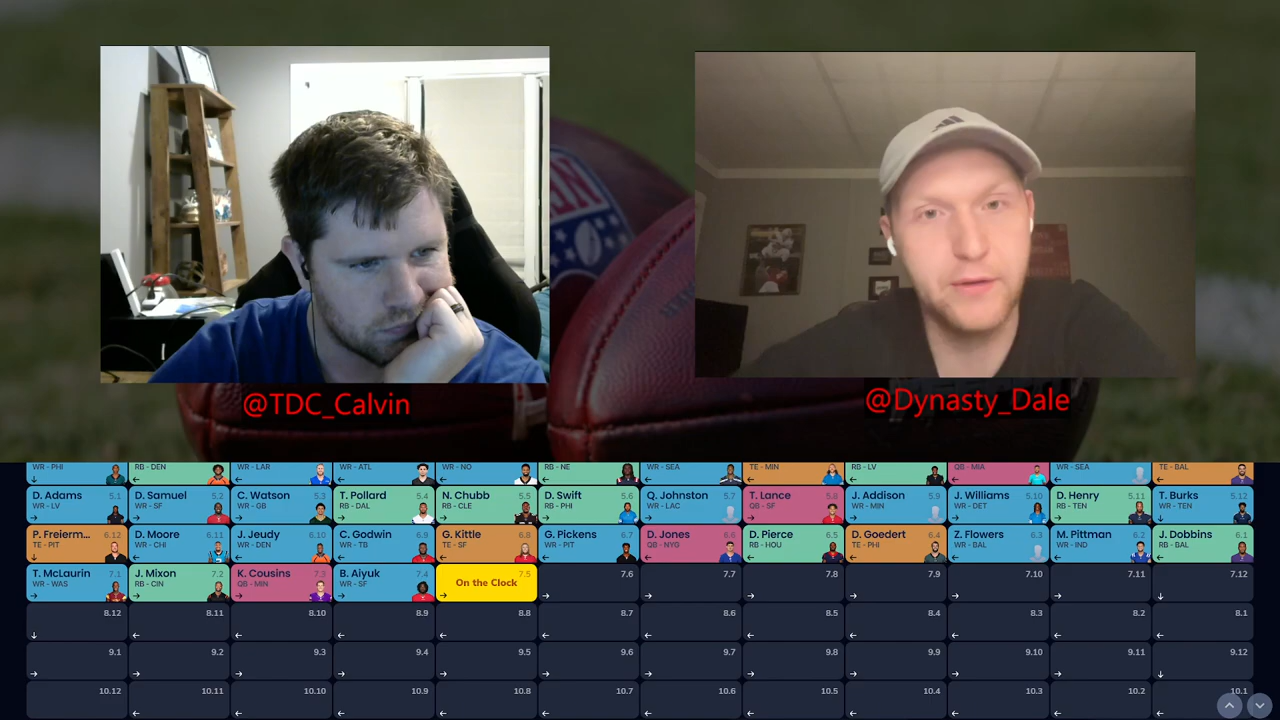 @TDC_Calvin
@Dynasty_Dale
WR - PHI
RB - DEN
WR - LAR
WR - ATL
WR - NO
RB - NE
WR - SEA
TE - MIN
RB - LV
QB - MIA
WR - SEA
TE - BAL
D. Adams 5.1
WR - LV
D. Samuel 5.2
WR - SF
C. Watson 5.3
WR - GB
T. Pollard 5.4
RB - DAL
N. Chubb 5.5
RB - CLE
D. Swift 5.6
RB - PHI
Q. Johnston 5.7
WR - LAC
T. Lance 5.8
QB - SF
J. Addison 5.9
WR - MIN
J. Williams 5.10
WR - DET
D. Henry 5.11
RB - TEN
T. Burks 5.12
WR - TEN
P. Freierm... 6.12
TE - PIT
D. Moore 6.11
WR - CHI
J. Jeudy 6.10
WR - DEN
C. Godwin 6.9
WR - TB
G. Kittle 6.8
TE - SF
G. Pickens 6.7
WR - PIT
D. Jones 6.6
QB - NYG
D. Pierce 6.5
RB - HOU
D. Goedert 6.4
TE - PHI
Z. Flowers 6.3
WR - BAL
M. Pittman 6.2
WR - IND
J. Dobbins 6.1
RB - BAL
T. McLaurin 7.1
WR - WAS
J. Mixon 7.2
RB - CIN
K. Cousins 7.3
QB - MIN
B. Aiyuk 7.4
WR - SF
7.5
On the Clock
7.6
7.7
7.8
7.9
7.10
7.11
7.12
8.12
8.11
8.10
8.9
8.8
8.7
8.6
8.5
8.4
8.3
8.2
8.1
9.1
9.2
9.3
9.4
9.5
9.6
9.7
9.8
9.9
9.10
9.11
9.12
10.12
10.11
10.10
10.9
10.8
10.7
10.6
10.5
10.4
10.3
10.2
10.1